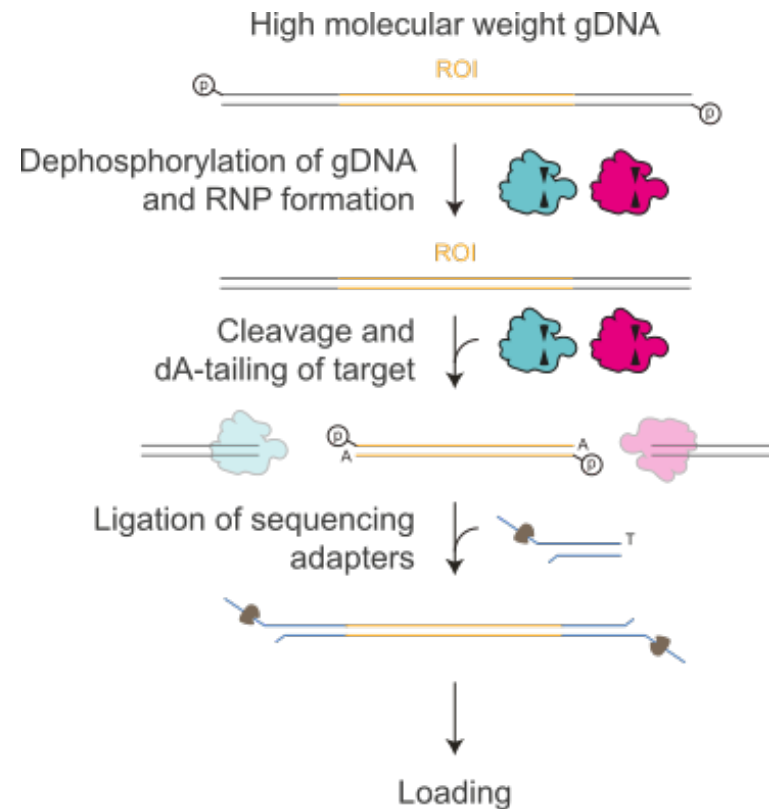 High molecular weight gDNA
ROI
p
p
Dephosphorylation of gDNA
and RNP formation
ROI
Cleavage and
dA-tailing of target
p
A
A
p
Ligation of sequencing
adapters
T
Loading